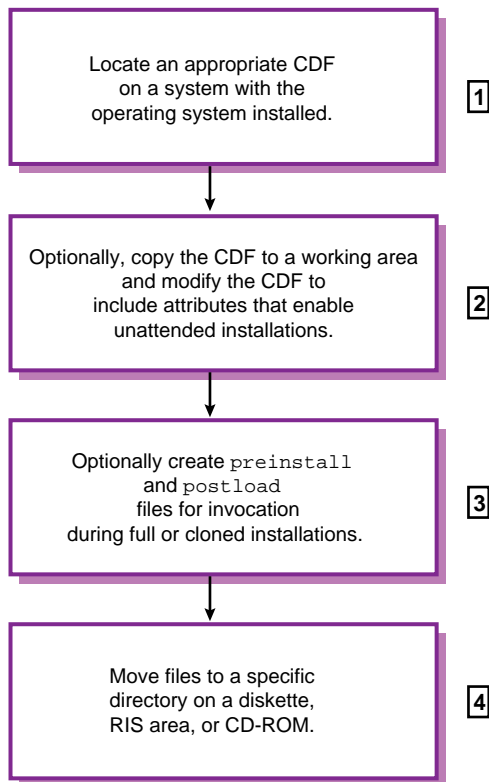 Locate an appropriate CDF
on a system with the
operating system installed.
1
Optionally, copy the CDF to a working area
and modify the CDF to
include attributes that enable
unattended installations.
2
Optionally create preinstall
and postload
files for invocation
during full or cloned installations.
3
Move files to a specific
directory on a diskette,
RIS area, or CD-ROM.
4